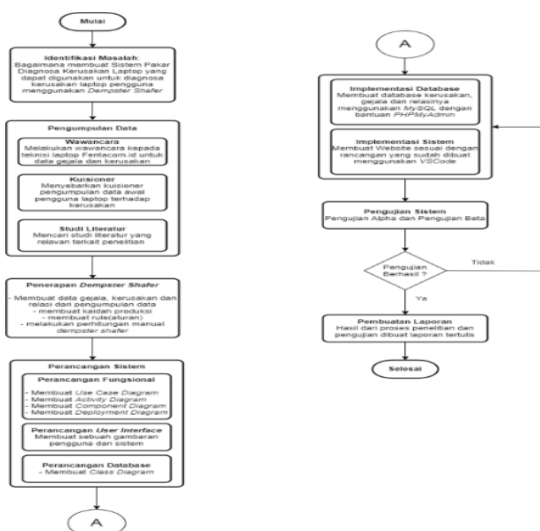 Mulai
Identifikasi Masalah:
Bagaimana membuat Sistem Pakar
Diagnosa Kerusakan Laptop yang
dapat digunakan untuk diagnosa
kerusakan laptop pengguna
menggunakan Dempster Shafer
Pengumpulan Data
Wawancara
Melakukan wawancara kepada
teknisi laptop Fentacom.id untuk
data gejala dan kerusakan
Kuisioner
Menyebarkan kuisioner
pengumpulan data awal
pengguna laptop terhadap
kerusakan
Studi Literatur
Mencari studi literatur yang
relavan terkait penelitian
Penerapan Dempster Shafer
- Membuat data gejala, kerusakan dan
relasi dari pengumpulan data
- membuat kaidah produksi
- membuat rule(aturan)
- melakukan perhitungan manual
dempster shafer
Perancangan Sistem
Perancangan Fungsional
- Membuat Use Case Diagram
- Membuat Activity Diagram
- Membuat Component Diagram
- Membuat Deployment Diagram
Perancangan User Interface
Membuat sebuah gambaran
pengguna dan sistem
Perancangan Database
- Membuat Class Diagram
A
A
Implementasi Database
Membuat database kerusakan,
gejala dan relasinya
menggunakan MySQL dengan
bantuan PHPMyAdmin
Implementasi Sistem
Membuat Website sesuai dengan
rancangan yang sudah dibuat
menggunakan VSCode
Pengujian Sistem
Pengujian Alpha dan Pengujian Beta
Pengujian
Berhasil ?
Tidak
Ya
Pembuatan Laporan
Hasil dari proses penelitian dan
pengujian dibuat laporan tertulis
Selesai